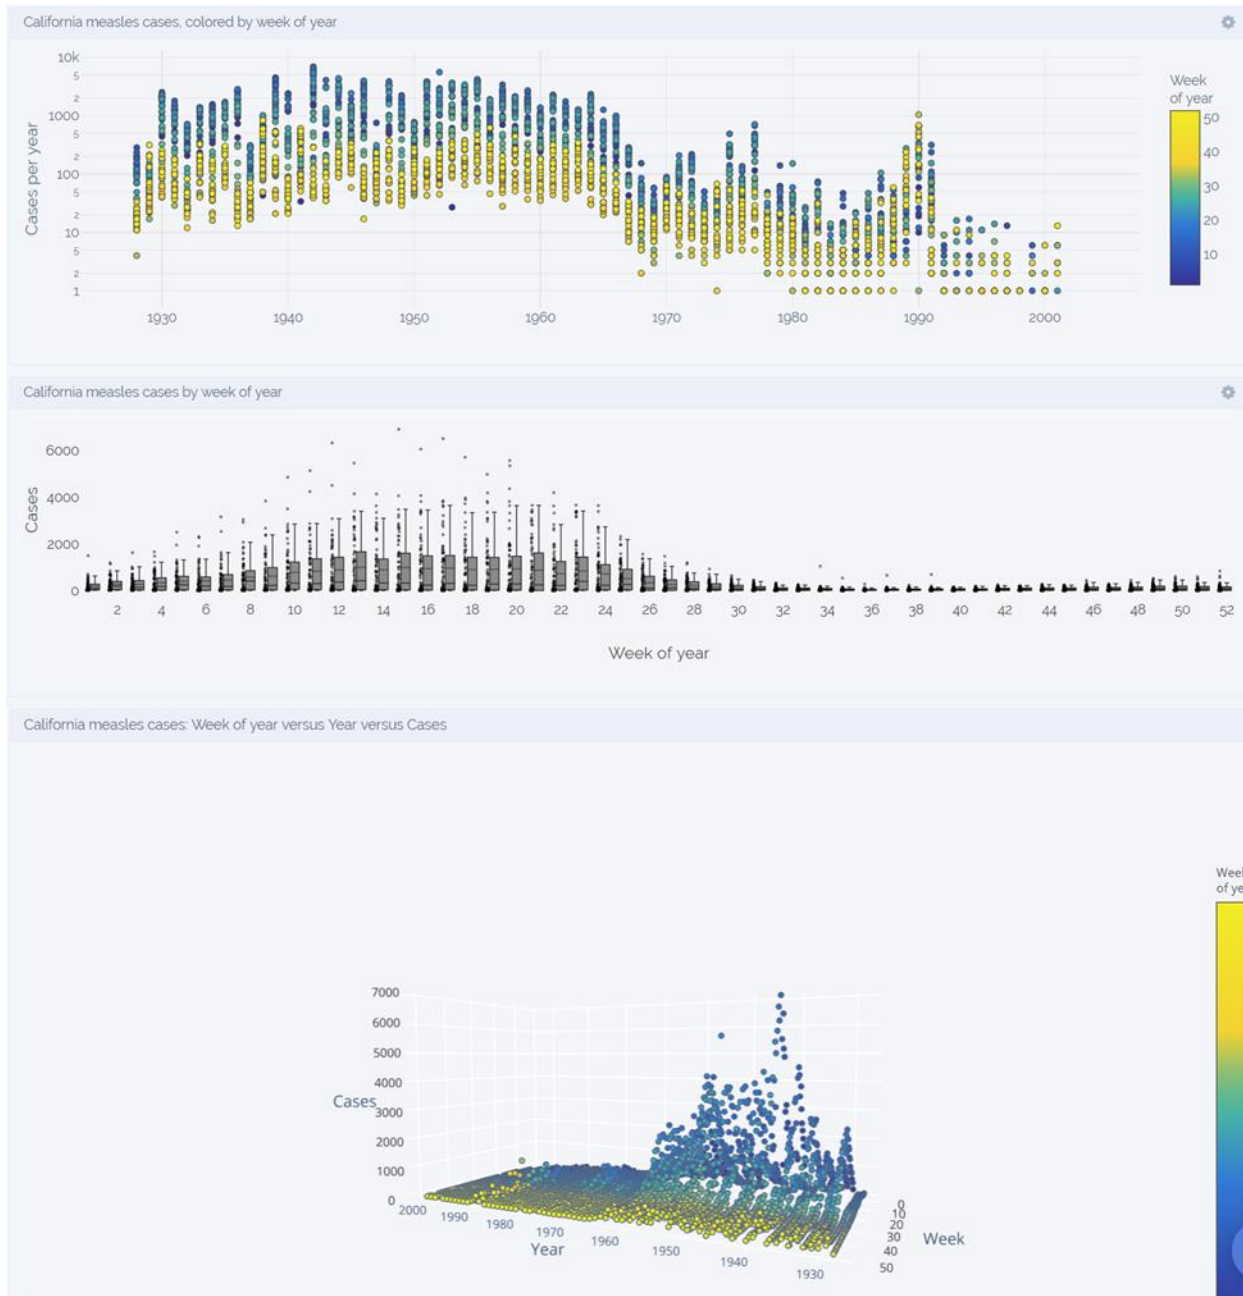 California measles cases, colored by week of year
Cases per year
10k
5
2
1000
5
2
100
5
2
10
5
2
1
1930 1940 1950 1960 1970 1980 1990 2000
Week
of year
50
40
30
20
10
California measles cases by week of year
Cases
6000
4000
2000
0
2 4 6 8 10 12 14 16 18 20 22 24 26 28 30 32 34 36 38 40 42 44 46 48 50 52
Week of year
California measles cases: Week of year versus Year versus Cases
Week
of ye
7000
6000
5000
4000
Cases
3000
2000
1000
0
2000 1990 1980 1970 1960 1950 1940 1930
Year
0
10
20
30
40
50
Week